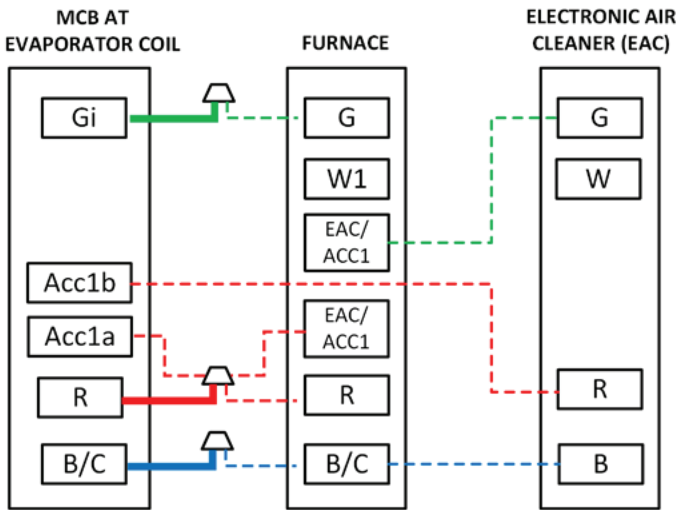 MCB AT
EVAPORATOR COIL
FURNACE
ELECTRONIC AIR
CLEANER (EAC)
Gi
Acc1b
Acc1a
R
B/C
G
W1
EAC/
ACC1
EAC/
ACC1
R
B/C
G
W
R
B